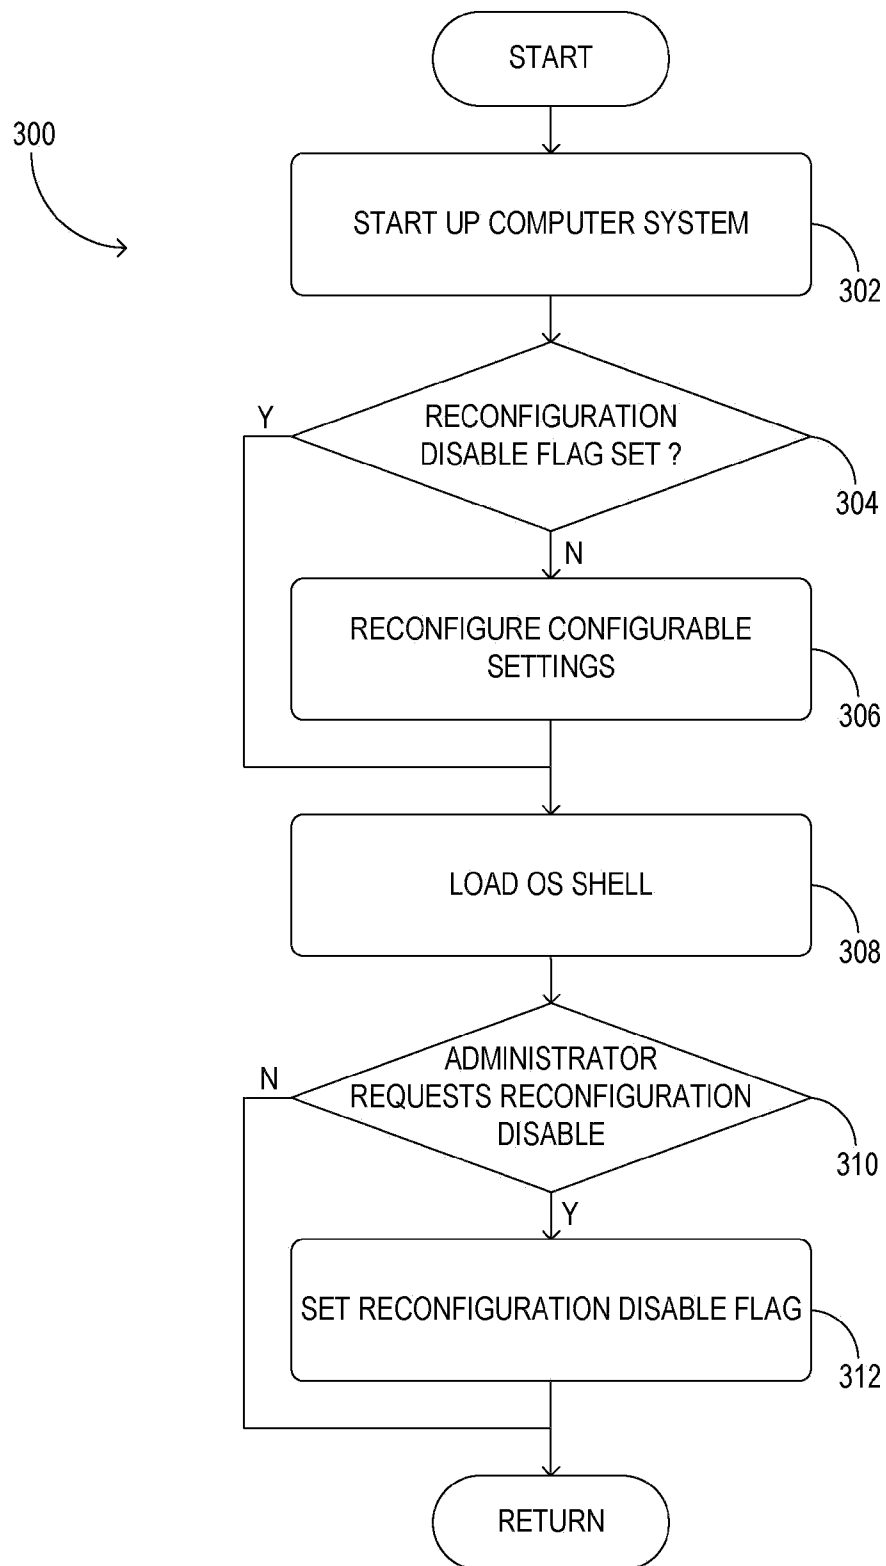 START
300
START UP COMPUTER SYSTEM
302
Y
RECONFIGURATION
DISABLE FLAG SET ?
304
N
RECONFIGURE CONFIGURABLE
SETTINGS
306
LOAD OS SHELL
308
N
ADMINISTRATOR
REQUESTS RECONFIGURATION
DISABLE
310
Y
SET RECONFIGURATION DISABLE FLAG
312
RETURN